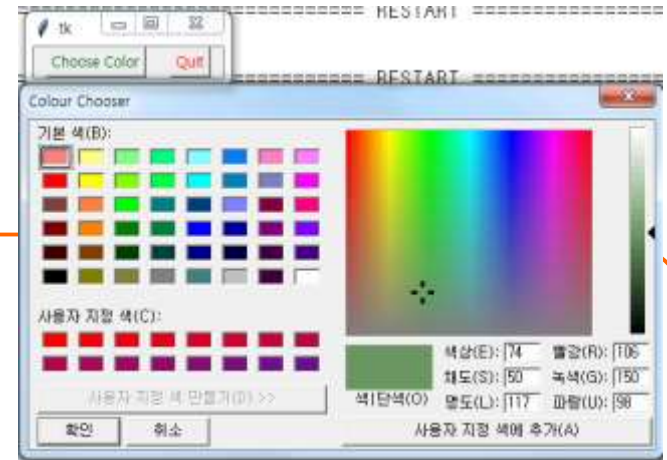 =============== RESTART ===============
tk
Choose Color Quit
=============== RESTART ===============
Colour Chooser
기본 색(B):
사용자 지정 색(C):
사용자 지정 색 만들기(D) >>
확인 취소
색|단색(O)
색상(E): 74 빨강(R): 106
채도(S): 50 녹색(G): 150
명도(L): 117 파랑(U): 98
사용자 지정 색에 추가(A)